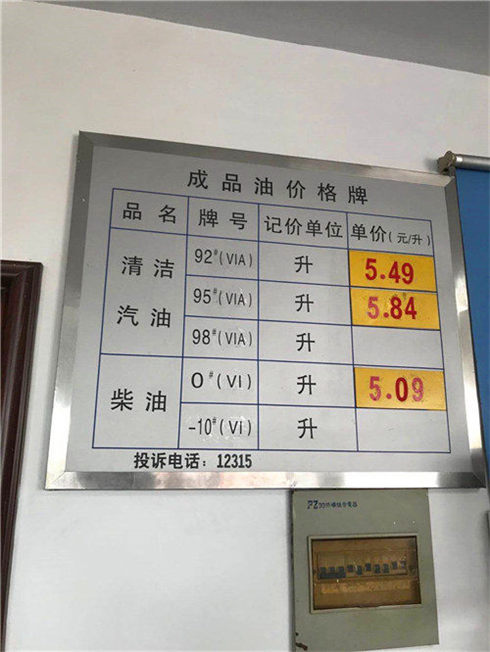 成品油价格牌
品名 牌号 记价单位 单价(元/升)
清洁汽油 92#(VIA) 升 5.49
95#(VIA) 升 5.84
98#(VIA) 升
柴油 0#(VI) 升 5.09
-10#(VI) 升
投诉电话：12315
PZ30